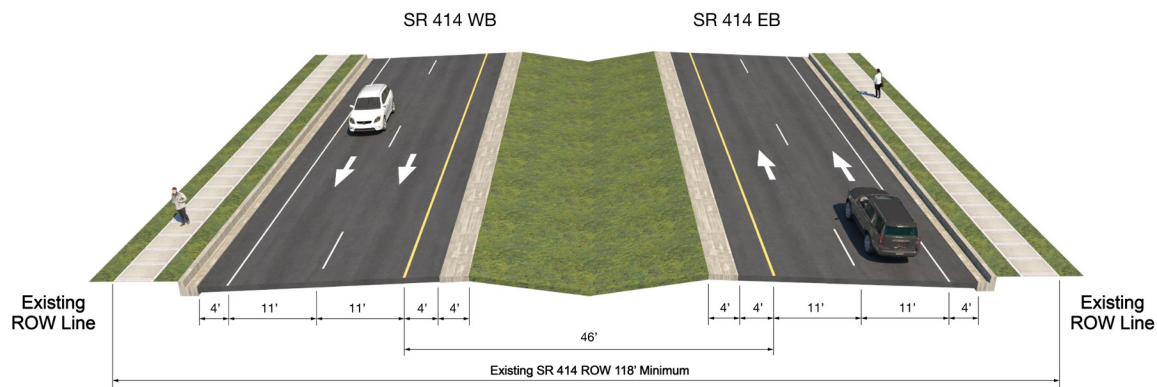 SR 414 WB
SR 414 EB
Existing
ROW Line
4' 11' 11' 4' 4'
4' 4' 11' 11' 4'
Existing
ROW Line
46'
Existing SR 414 ROW 118' Minimum